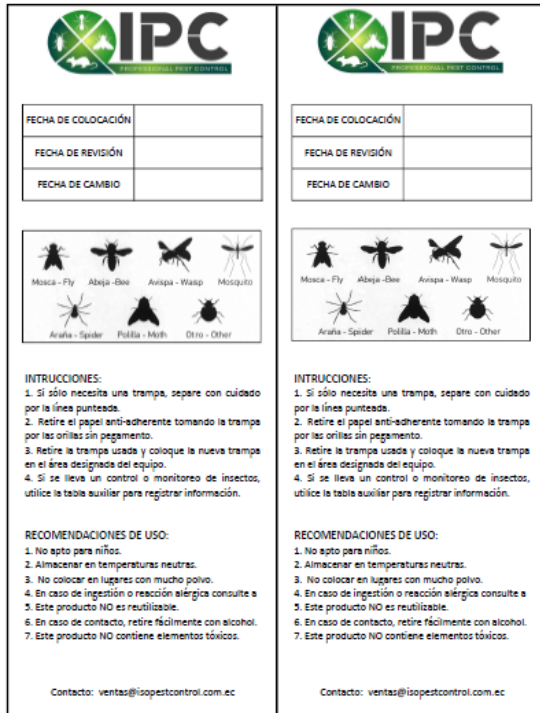 IPC
PROFESSIONAL PEST CONTROL
FECHA DE COLOCACIÓN
FECHA DE REVISIÓN
FECHA DE CAMBIO
Mosca - Fly Abeja -Bee Avispa - Wasp Mosquito
Araña - Spider Polilla - Moth Otro - Other
INTRUCCIONES:
1. Si sólo necesita una trampa, separe con cuidado
por la línea punteada.
2. Retire el papel anti-adherente tomando la trampa
por las orillas sin pegamento.
3. Retire la trampa usada y coloque la nueva trampa
en el área designada del equipo.
4. Si se lleva un control o monitoreo de insectos,
utilice la tabla auxiliar para registrar información.
RECOMENDACIONES DE USO:
1. No apto para niños.
2. Almacenar en temperaturas neutras.
3. No colocar en lugares con mucho polvo.
4. En caso de ingestión o reacción alérgica consulte a
5. Este producto NO es reutilizable.
6. En caso de contacto, retire fácilmente con alcohol.
7. Este producto NO contiene elementos tóxicos.
Contacto: ventas@isopestcontrol.com.ec
IPC
PROFESSIONAL PEST CONTROL
FECHA DE COLOCACIÓN
FECHA DE REVISIÓN
FECHA DE CAMBIO
Mosca - Fly Abeja -Bee Avispa - Wasp Mosquito
Araña - Spider Polilla - Moth Otro - Other
INTRUCCIONES:
1. Si sólo necesita una trampa, separe con cuidado
por la línea punteada.
2. Retire el papel anti-adherente tomando la trampa
por las orillas sin pegamento.
3. Retire la trampa usada y coloque la nueva trampa
en el área designada del equipo.
4. Si se lleva un control o monitoreo de insectos,
utilice la tabla auxiliar para registrar información.
RECOMENDACIONES DE USO:
1. No apto para niños.
2. Almacenar en temperaturas neutras.
3. No colocar en lugares con mucho polvo.
4. En caso de ingestión o reacción alérgica consulte a
5. Este producto NO es reutilizable.
6. En caso de contacto, retire fácilmente con alcohol.
7. Este producto NO contiene elementos tóxicos.
Contacto: ventas@isopestcontrol.com.ec